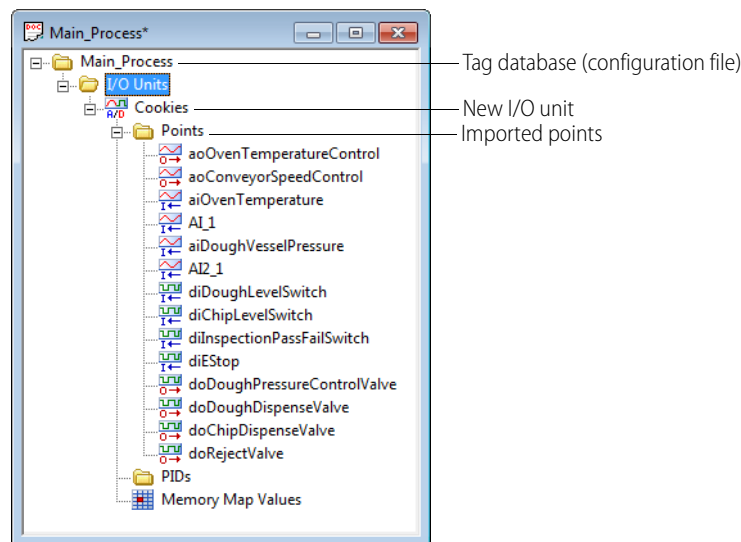 Main_Process*
Main_Process
Tag database (configuration file)
I/O Units
Cookies
New I/O unit
Points
Imported points
aoOvenTemperatureControl
aoConveyorSpeedControl
aiOvenTemperature
AI_1
aiDoughVesselPressure
AI2_1
diDoughLevelSwitch
diChipLevelSwitch
diInspectionPassFailSwitch
diEStop
doDoughPressureControlValve
doDoughDispenseValve
doChipDispenseValve
doRejectValve
PIDs
Memory Map Values